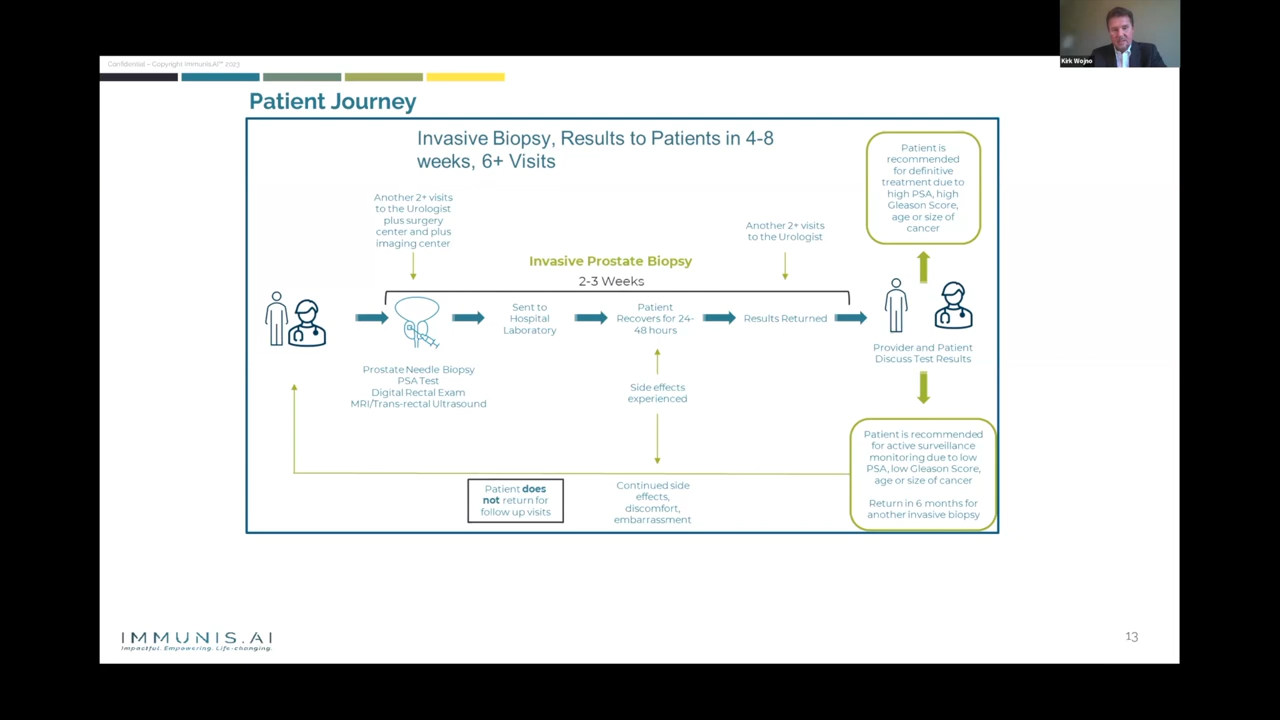 Kirk Wojno
Confidential – Copyright Immunis.AI™ 2023
Patient Journey
Invasive Biopsy, Results to Patients in 4-8
weeks, 6+ Visits
Another 2+ visits
to the Urologist
plus surgery
center and plus
imaging center
Another 2+ visits
to the Urologist
Patient is
recommended
for definitive
treatment due to
high PSA, high
Gleason Score,
age or size of
cancer
Invasive Prostate Biopsy
2-3 Weeks
Sent to
Hospital
Laboratory
Patient
Recovers for 24-
48 hours
Results Returned
Provider and Patient
Discuss Test Results
Prostate Needle Biopsy
PSA Test
Digital Rectal Exam
MRI/Trans-rectal Ultrasound
Side effects
experienced
Patient is recommended
for active surveillance
monitoring due to low
PSA, low Gleason Score,
age or size of cancer
Return in 6 months for
another invasive biopsy
Patient does
not return for
follow up visits
Continued side
effects,
discomfort,
embarrassment
IMMUNIS.AI
Impactful. Empowering. Life-changing.
13